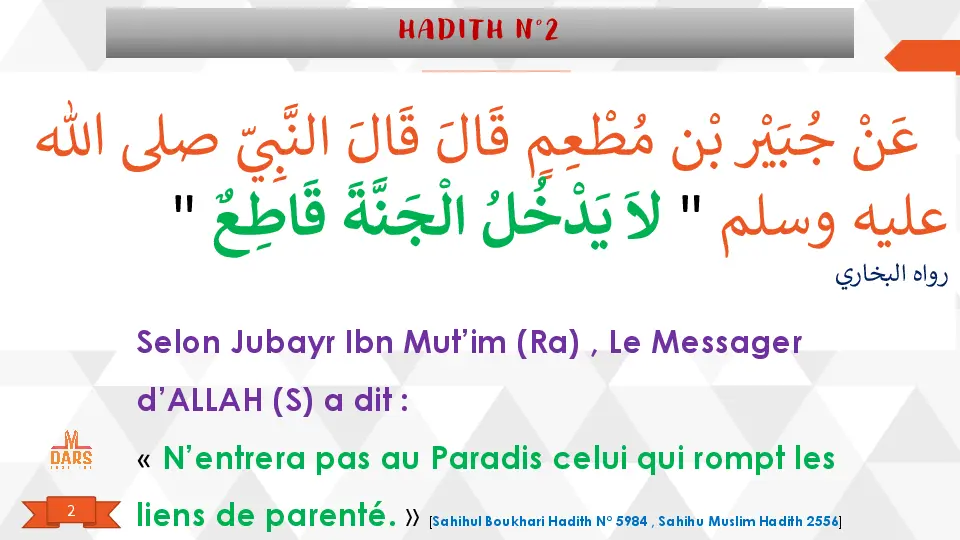 HADITH N°2
عَنْ جُبَيْرِ بْن مُطْعِمٍ قَالَ قَالَ النَّبِيِّ صلى الله
عليه وسلم " لاَ يَدْخُلُ الْجَنَّةَ قَاطِعٌ "
رواه البخاري
Selon Jubayr Ibn Mut’im (Ra) , Le Messager
d’ALLAH (S) a dit :
« N’entrera pas au Paradis celui qui rompt les
liens de parenté. » [Sahihul Boukhari Hadith N° 5984 , Sahihu Muslim Hadith 2556]
DARS
2